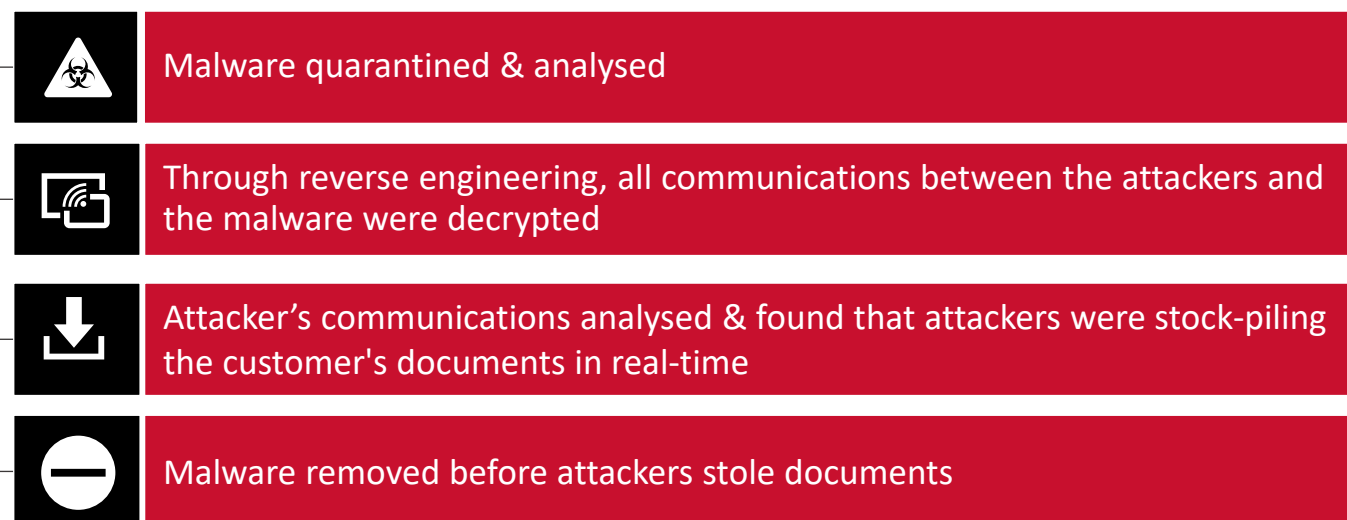 Malware quarantined & analysed
Through reverse engineering, all communications between the attackers and
the malware were decrypted
Attacker’s communications analysed & found that attackers were stock-piling
the customer's documents in real-time
Malware removed before attackers stole documents